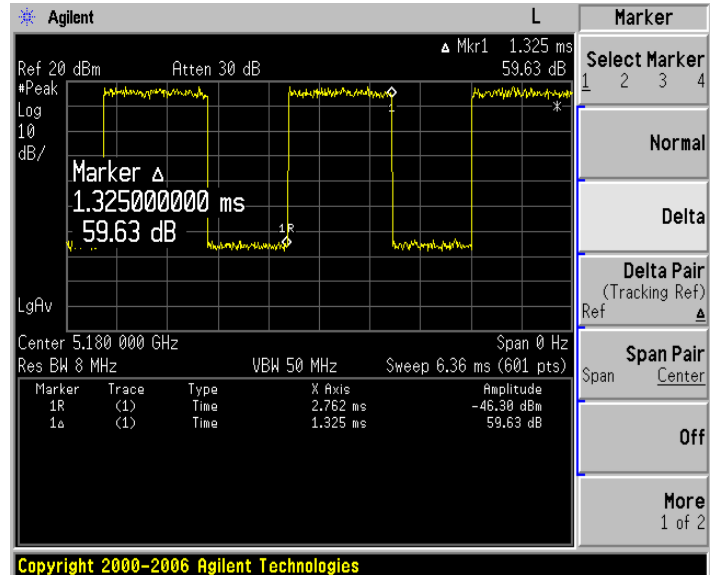 Agilent L
Δ Mkr1 1.325 ms
Ref 20 dBm Atten 30 dB 59.63 dB
#Peak
Log
10
dB/
Marker Δ
1.325000000 ms
59.63 dB
1R
1
LgAv
Center 5.180 000 GHz Span 0 Hz
Res BW 8 MHz VBW 50 MHz Sweep 6.36 ms (601 pts)
Marker Trace Type X Axis Amplitude
1R (1) Time 2.762 ms -46.30 dBm
1Δ (1) Time 1.325 ms 59.63 dB
Copyright 2000-2006 Agilent Technologies
Marker
Select Marker
1 2 3 4
Normal
Delta
Delta Pair
(Tracking Ref)
Ref Δ
Span Pair
Span Center
Off
More
1 of 2